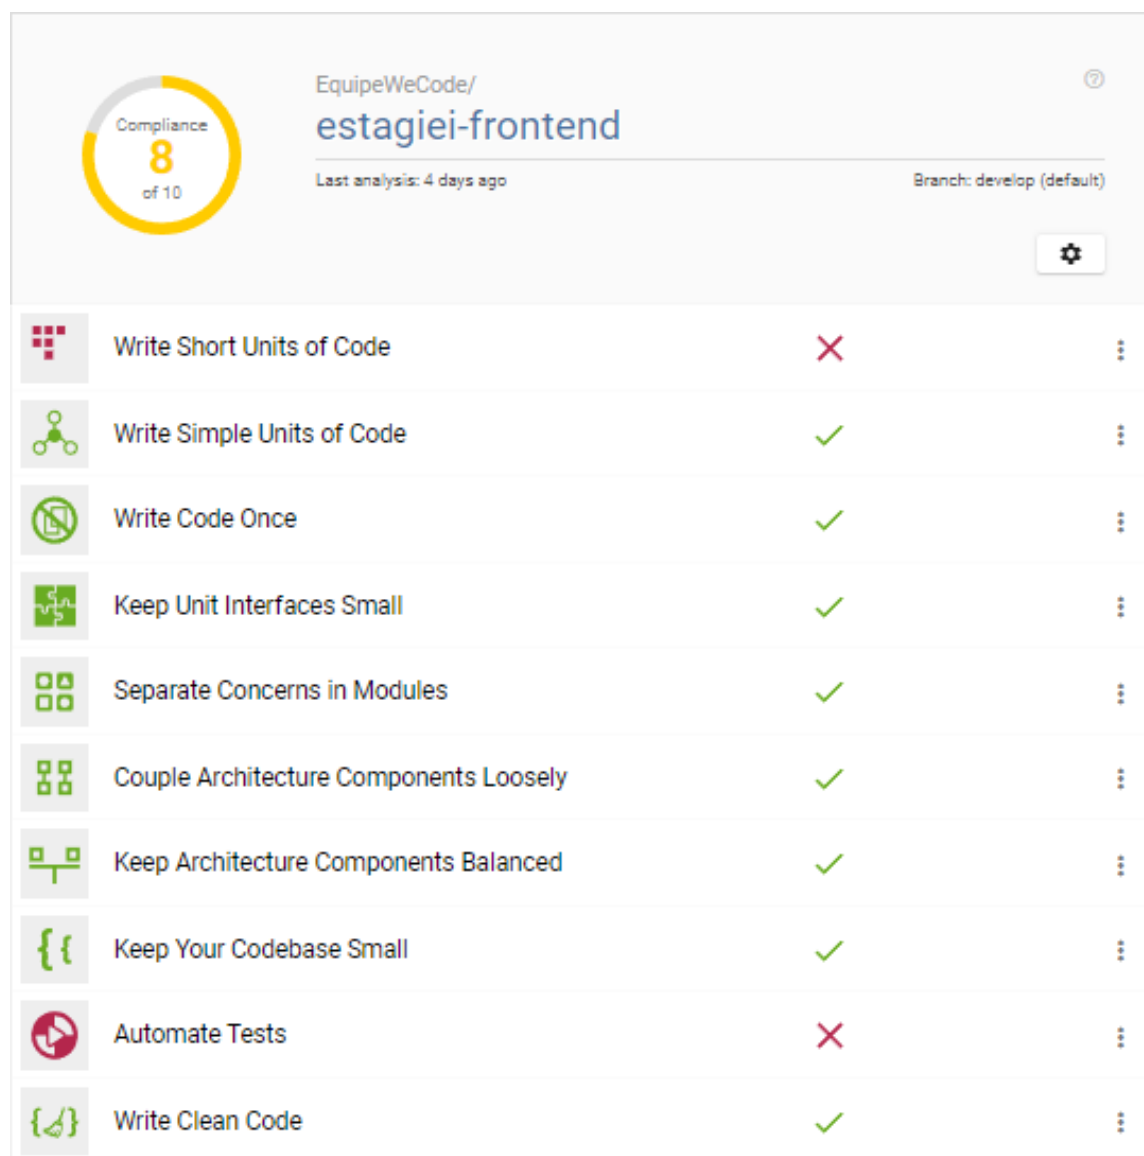 Compliance
8
of 10
EquipeWeCode/
estagiei-frontend
Last analysis: 4 days ago
Branch: develop (default)
Write Short Units of Code
Write Simple Units of Code
Write Code Once
Keep Unit Interfaces Small
Separate Concerns in Modules
Couple Architecture Components Loosely
Keep Architecture Components Balanced
Keep Your Codebase Small
Automate Tests
Write Clean Code